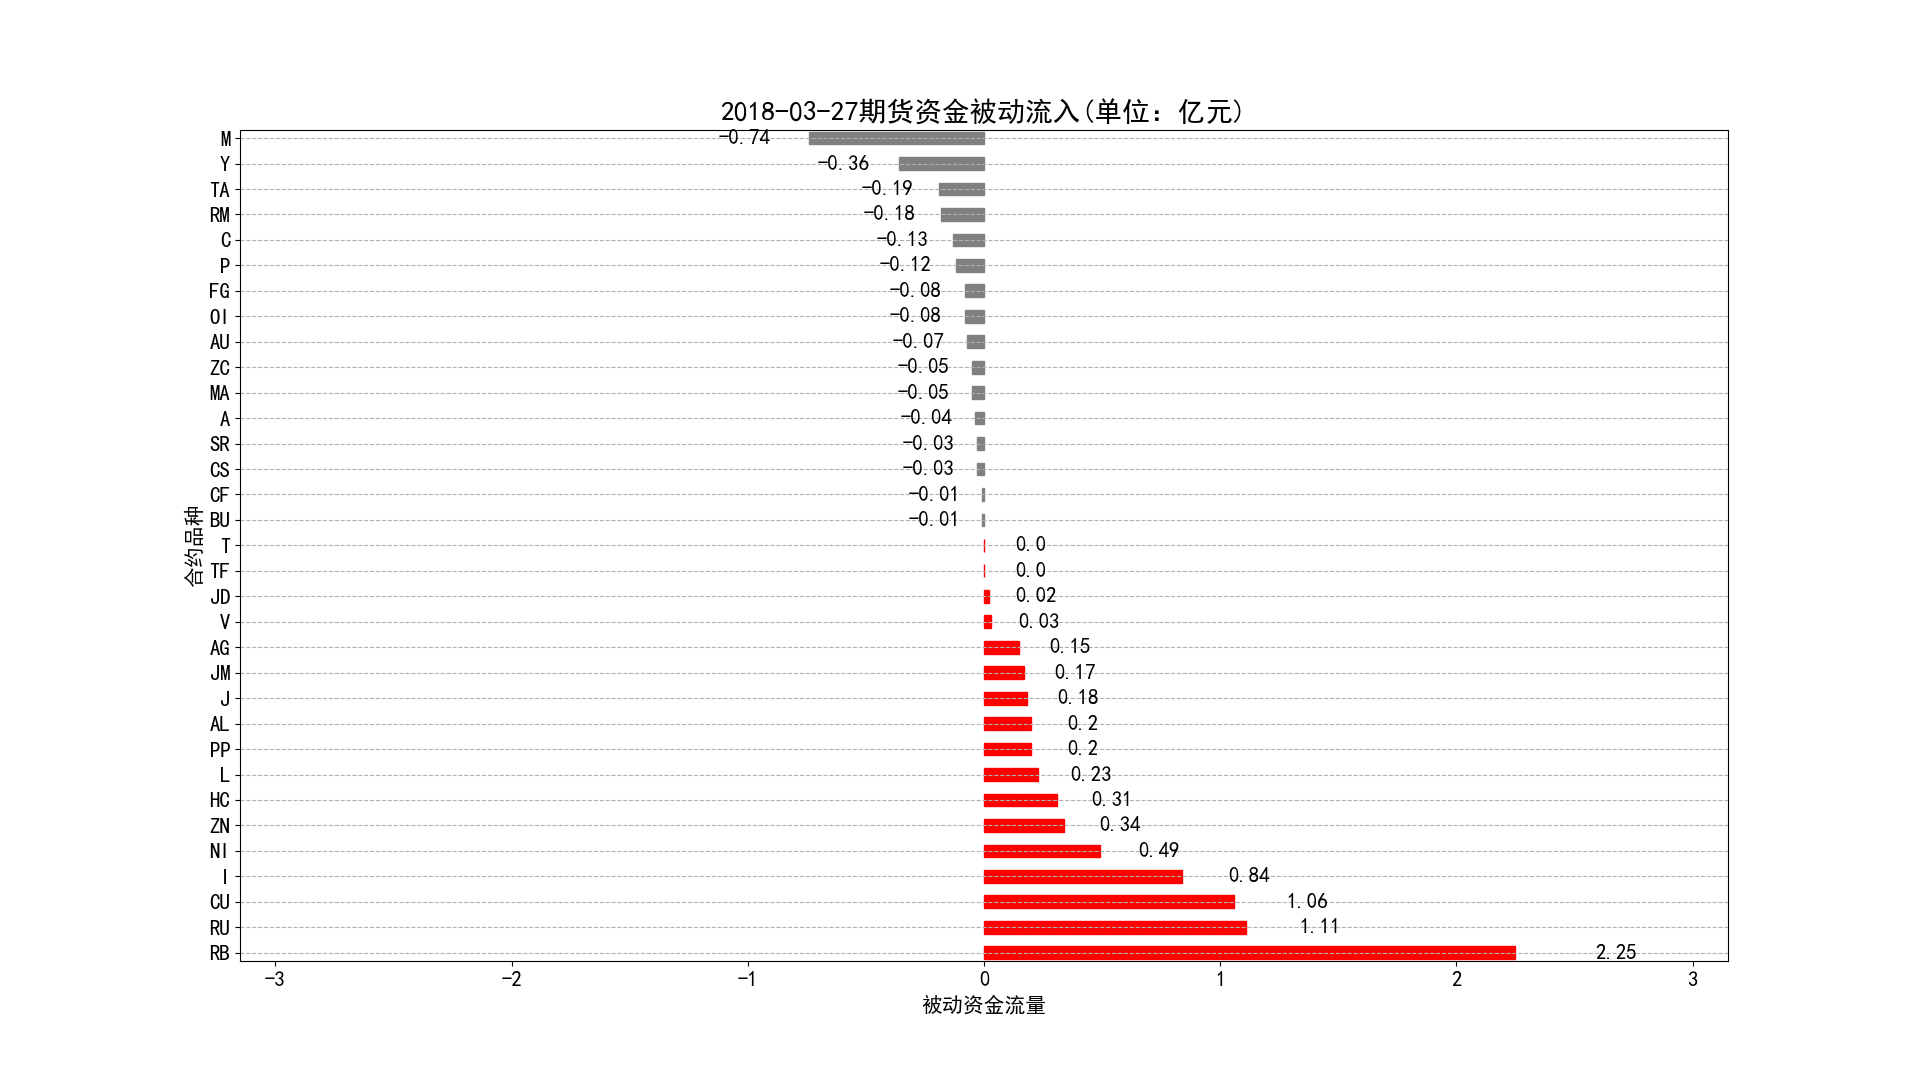 2018-03-27期货资金被动流入(单位：亿元)
M -0.74
Y -0.36
TA -0.19
RM -0.18
C -0.13
P -0.12
FG -0.08
OI -0.08
AU -0.07
ZC -0.05
MA -0.05
A -0.04
SR -0.03
CS -0.03
CF -0.01
BU -0.01
T 0.0
TF 0.0
JD 0.02
V 0.03
AG 0.15
JM 0.17
J 0.18
AL 0.2
PP 0.2
L 0.23
HC 0.31
ZN 0.34
NI 0.49
I 0.84
CU 1.06
RU 1.11
RB 2.25
合约品种
-3 -2 -1 0 1 2 3
被动资金流量